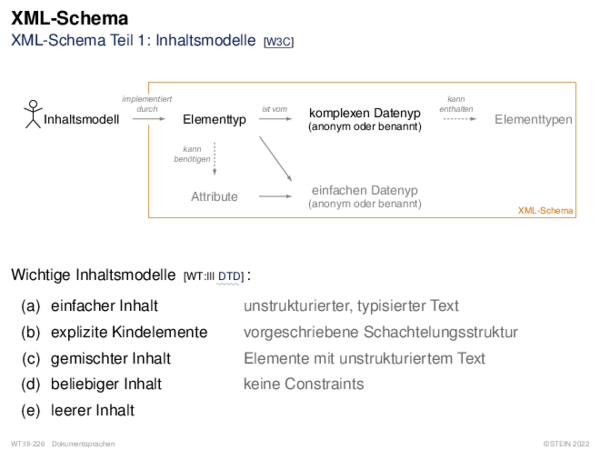 XML-Schema
XML-Schema Teil 1: Inhaltsmodelle [W3C]
implementiert
durch
ist vom
kann
enthalten
Inhaltsmodell
Elementtyp
komplexen Datenyp
(anonym oder benannt)
Elementtypen
kann
benötigen
Attribute
einfachen Datenyp
(anonym oder benannt)
XML-Schema
Wichtige Inhaltsmodelle [WT:III DTD] :
(a) einfacher Inhalt unstrukturierter, typisierter Text
(b) explizite Kindelemente vorgeschriebene Schachtelungsstruktur
(c) gemischter Inhalt Elemente mit unstrukturiertem Text
(d) beliebiger Inhalt keine Constraints
(e) leerer Inhalt
WT:III-226 Dokumentsprachen ©STEIN 2022